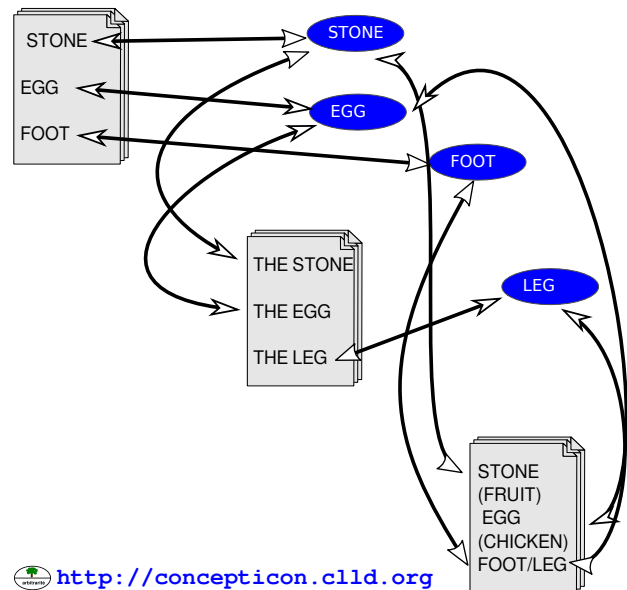 STONE
EGG
FOOT
STONE
EGG
FOOT
LEG
THE STONE
THE EGG
THE LEG
STONE
(FRUIT)
EGG
(CHICKEN)
FOOT/LEG
arbitrarité
http://concepticon.clld.org